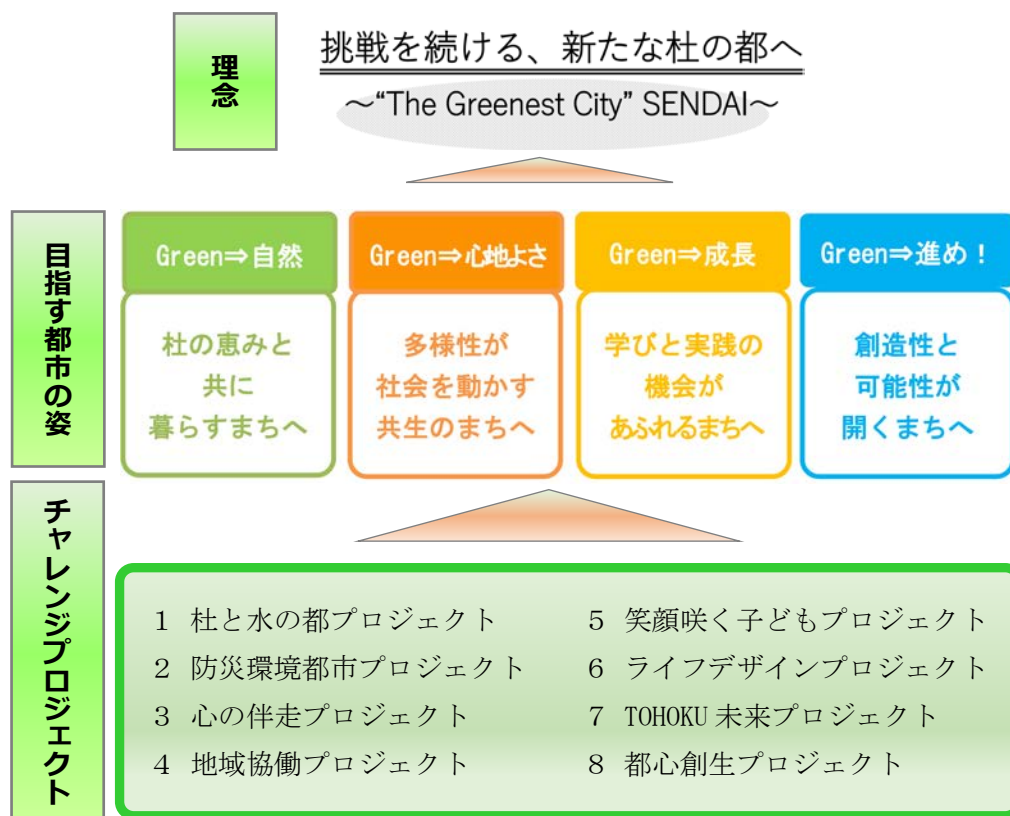 理念
挑戦を続ける、新たな杜の都へ
～“The Greenest City” SENDAI～
目指す都市の姿
Green⇒自然
杜の恵みと
共に
暮らすまちへ
Green⇒心地よさ
多様性が
社会を動かす
共生のまちへ
Green⇒成長
学びと実践の
機会が
あふれるまちへ
Green⇒進め！
創造性と
可能性が
開くまちへ
チャレンジプロジェクト
１ 杜と水の都プロジェクト
２ 防災環境都市プロジェクト
３ 心の伴走プロジェクト
４ 地域協働プロジェクト
５ 笑顔咲く子どもプロジェクト
６ ライフデザインプロジェクト
７ TOHOKU 未来プロジェクト
８ 都心創生プロジェクト